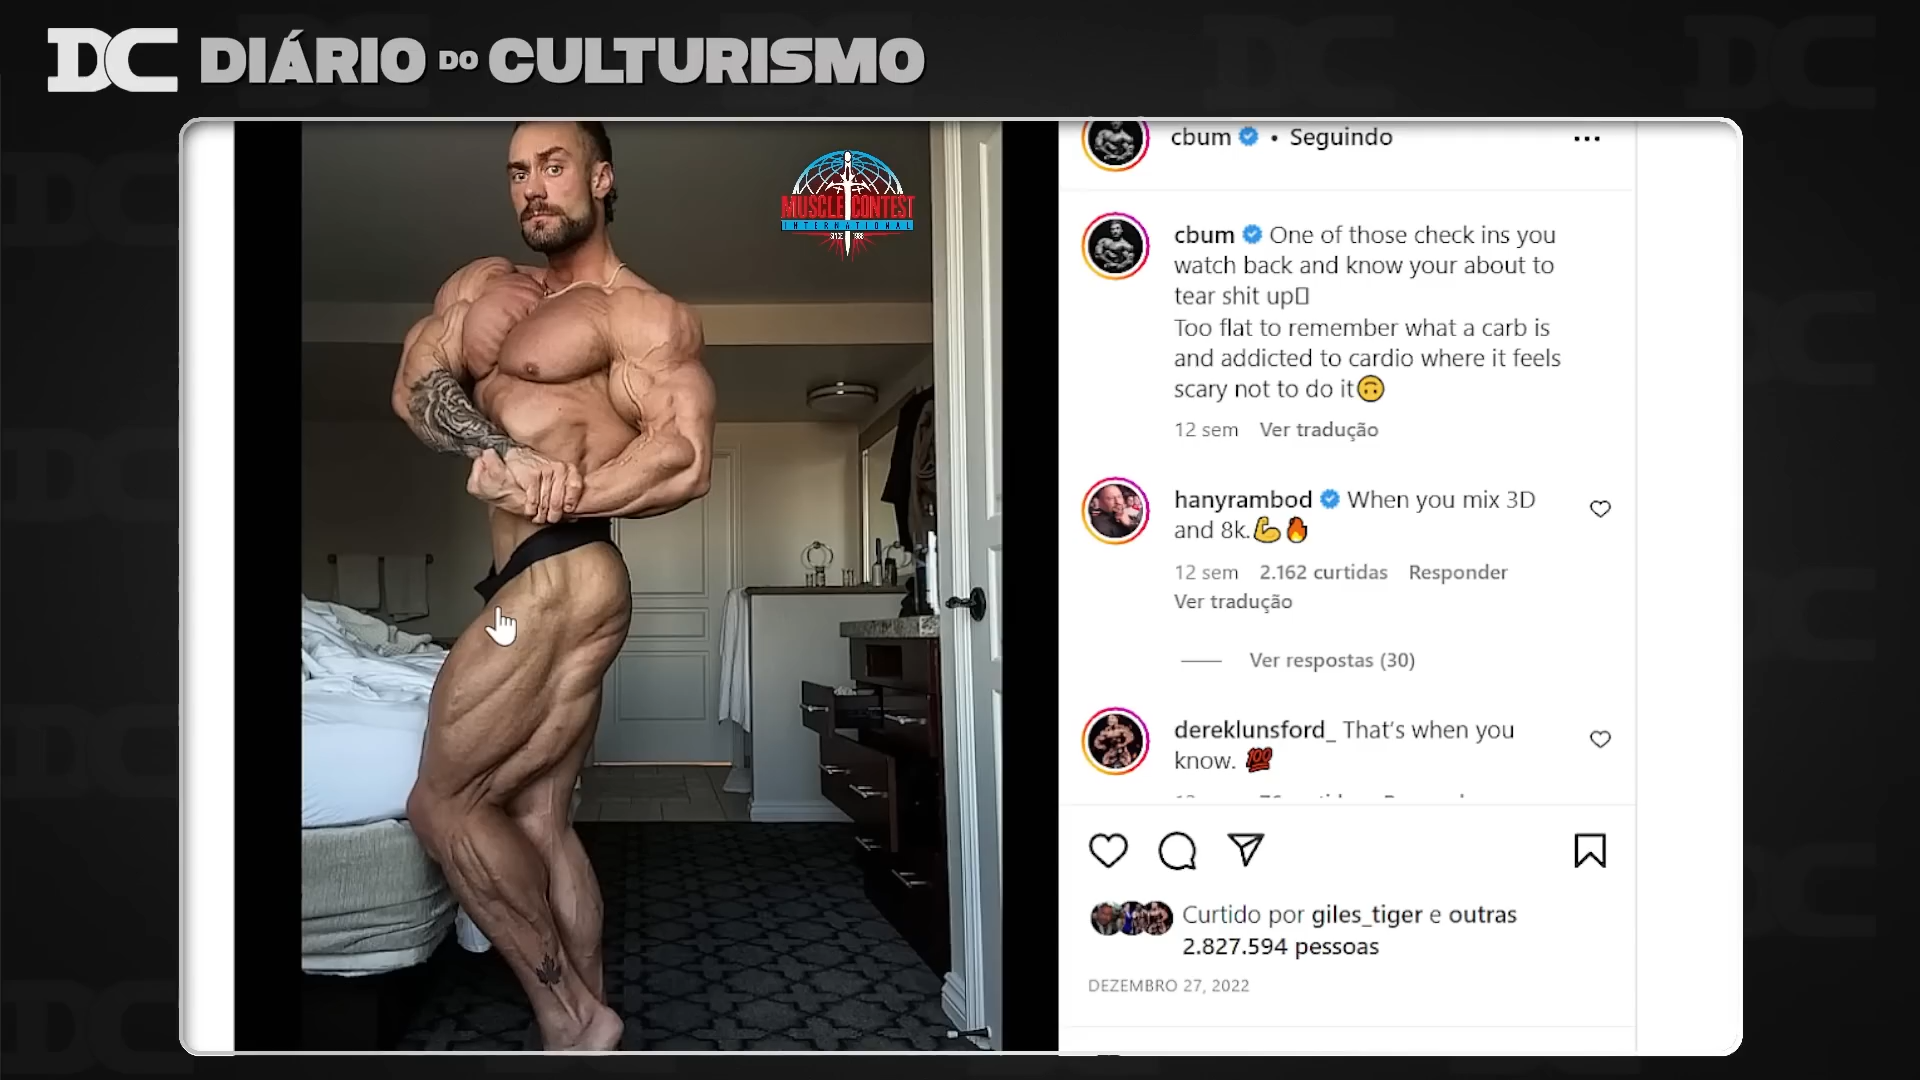 DC DIÁRIO DO CULTURISMO
MUSCLE CONTEST
INTERNATIONAL
SINCE 1988
cbum • Seguindo
cbum One of those check ins you
watch back and know your about to
tear shit up
Too flat to remember what a carb is
and addicted to cardio where it feels
scary not to do it🙃
12 sem Ver tradução
hanyrambod When you mix 3D
and 8k.💪🔥
12 sem 2.162 curtidas Responder
Ver tradução
Ver respostas (30)
dereklunsford_ That's when you
know. 💯
Curtido por giles_tiger e outras
2.827.594 pessoas
DEZEMBRO 27, 2022